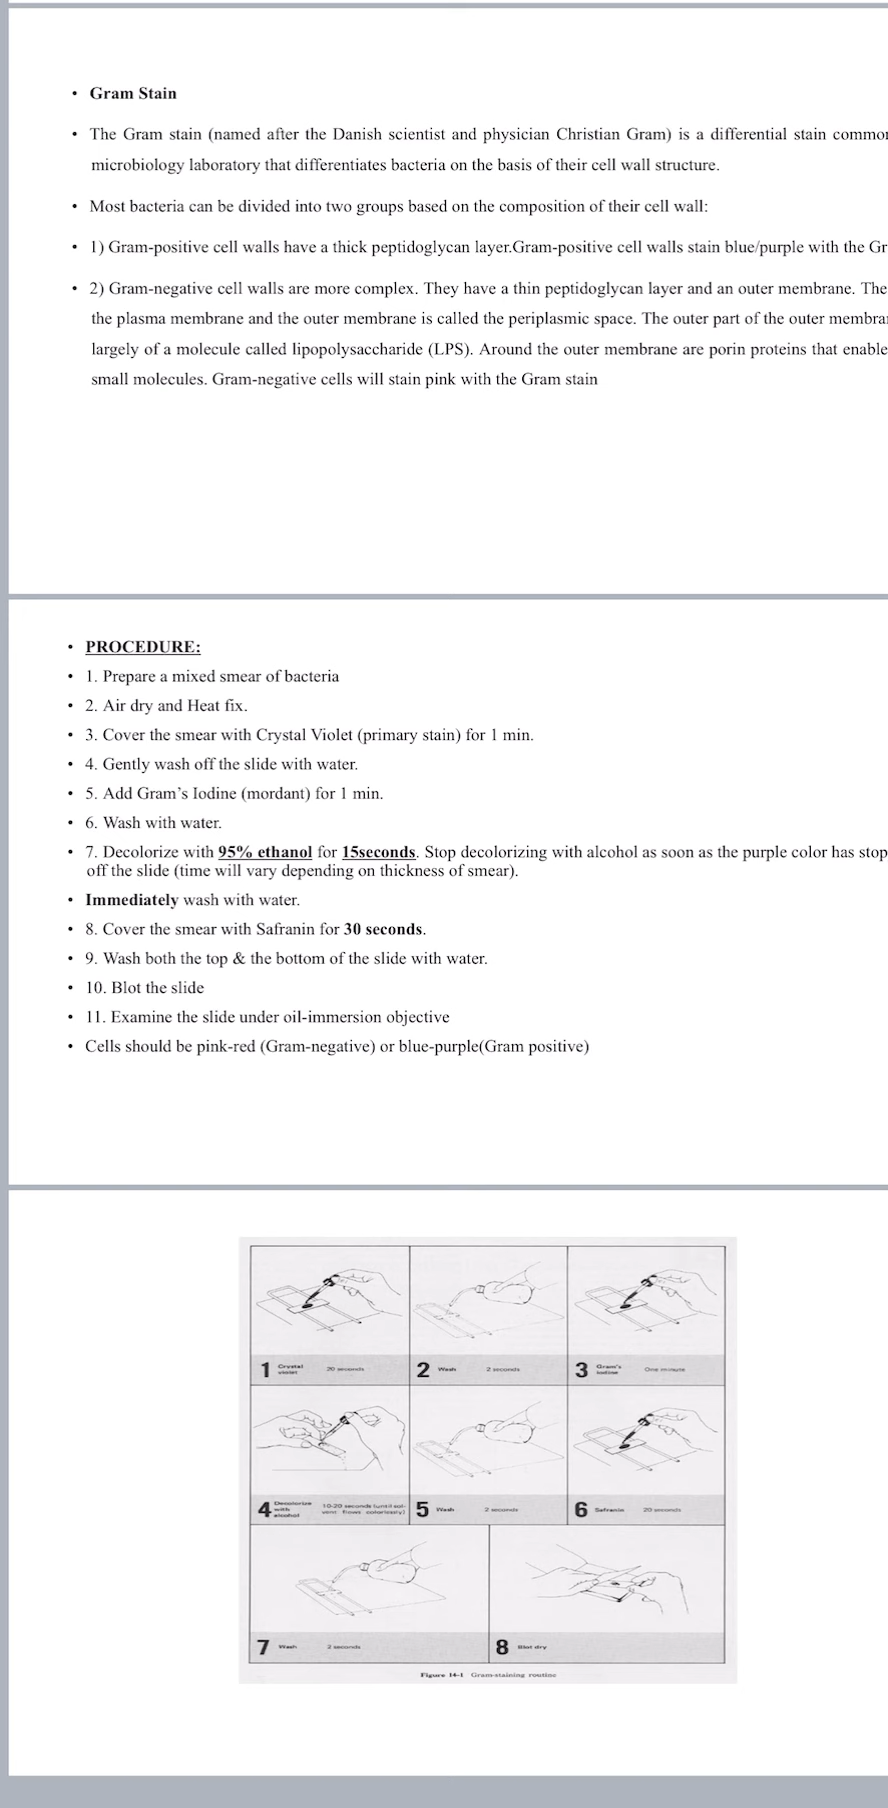 • Gram Stain
• The Gram stain (named after the Danish scientist and physician Christian Gram) is a differential stain common
microbiology laboratory that differentiates bacteria on the basis of their cell wall structure.
• Most bacteria can be divided into two groups based on the composition of their cell wall:
• 1) Gram-positive cell walls have a thick peptidoglycan layer.Gram-positive cell walls stain blue/purple with the Gr
• 2) Gram-negative cell walls are more complex. They have a thin peptidoglycan layer and an outer membrane. The
the plasma membrane and the outer membrane is called the periplasmic space. The outer part of the outer membra
largely of a molecule called lipopolysaccharide (LPS). Around the outer membrane are porin proteins that enable
small molecules. Gram-negative cells will stain pink with the Gram stain
• PROCEDURE:
• 1. Prepare a mixed smear of bacteria
• 2. Air dry and Heat fix.
• 3. Cover the smear with Crystal Violet (primary stain) for 1 min.
• 4. Gently wash off the slide with water.
• 5. Add Gram's Iodine (mordant) for 1 min.
• 6. Wash with water.
• 7. Decolorize with 95% ethanol for 15seconds. Stop decolorizing with alcohol as soon as the purple color has stop
off the slide (time will vary depending on thickness of smear).
• Immediately wash with water.
• 8. Cover the smear with Safranin for 30 seconds.
• 9. Wash both the top & the bottom of the slide with water.
• 10. Blot the slide
• 11. Examine the slide under oil-immersion objective
• Cells should be pink-red (Gram-negative) or blue-purple(Gram positive)
1 Crystal violet 20 seconds
2 Wash 2 seconds
3 Gram's iodine One minute
4 Decolorize with alcohol 10-20 seconds (until solvent flows colorlessly)
5 Wash 2 seconds
6 Safranin 20 seconds
7 Wash 2 seconds
8 Blot dry
Figure 14-1 Gram-staining routine